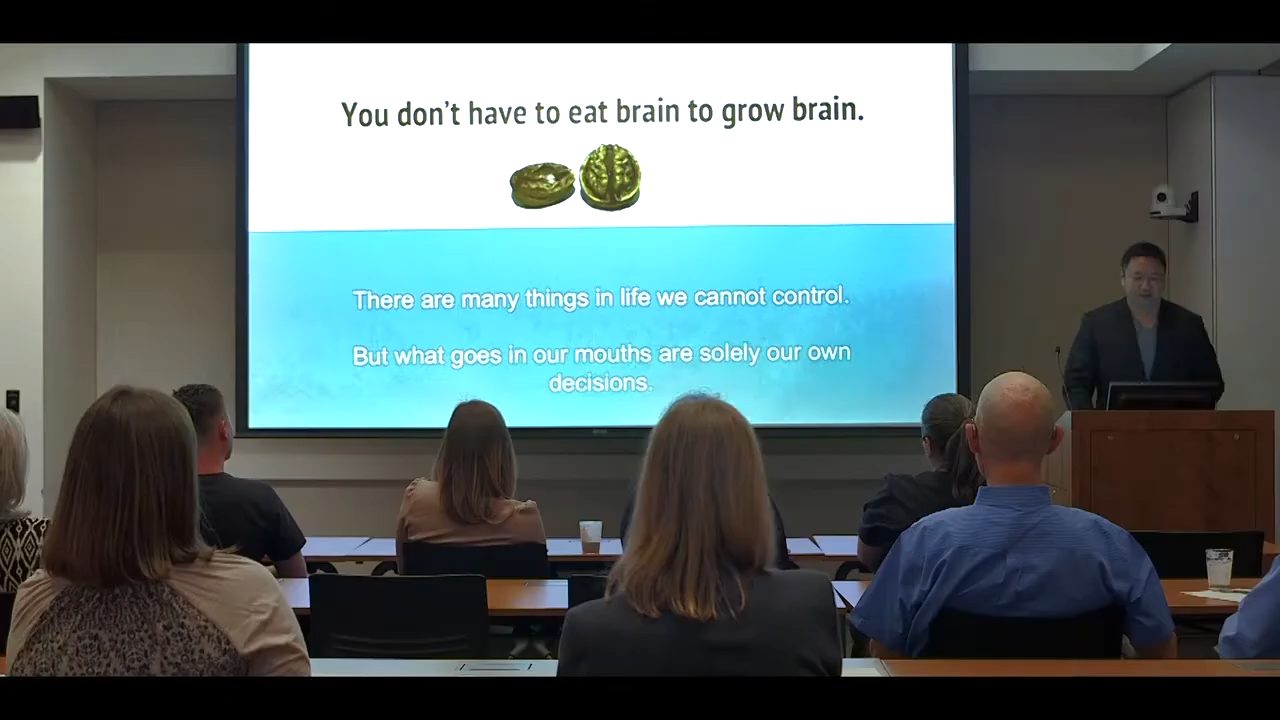 You don't have to eat brain to grow brain.
There are many things in life we cannot control.
But what goes in our mouths are solely our own
decisions.